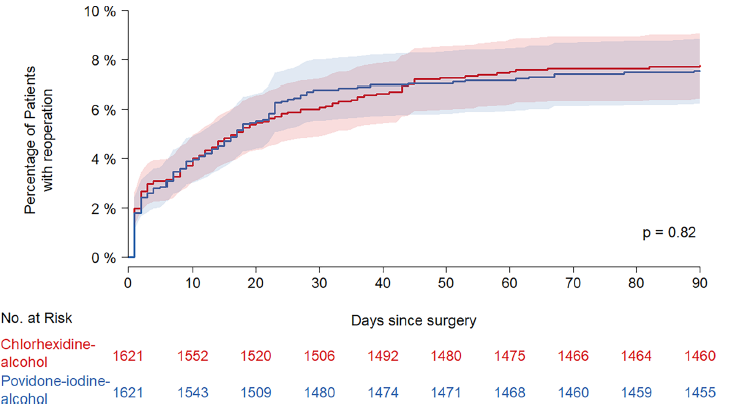 10 %
8 %
6 %
4 %
2 %
0 %
Percentage of Patients
with reoperation
p = 0.82
0 10 20 30 40 50 60 70 80 90
No. at Risk
Days since surgery
Chlorhexidine-
alcohol 1621 1552 1520 1506 1492 1480 1475 1466 1464 1460
Povidone-iodine-
alcohol 1621 1543 1509 1480 1474 1471 1468 1460 1459 1455